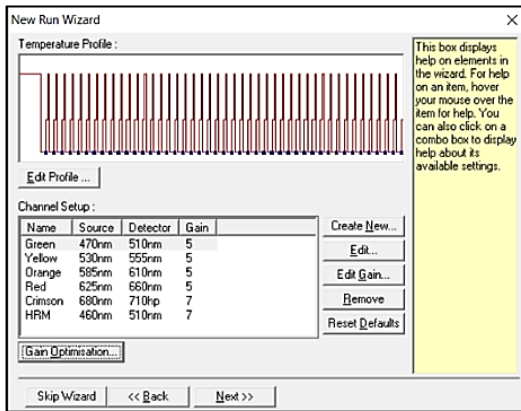 New Run Wizard
Temperature Profile :
Edit Profile ...
Channel Setup :
Name Source Detector Gain
Green 470nm 510nm 5
Yellow 530nm 555nm 5
Orange 585nm 610nm 5
Red 625nm 660nm 5
Crimson 680nm 710hp 7
HRM 460nm 510nm 7
Create New...
Edit...
Edit Gain...
Remove
Reset Defaults
Gain Optimisation...
Skip Wizard << Back Next >>
This box displays
help on elements in
the wizard. For help
on an item, hover
your mouse over the
item for help. You
can also click on a
combo box to display
help about its
available settings.